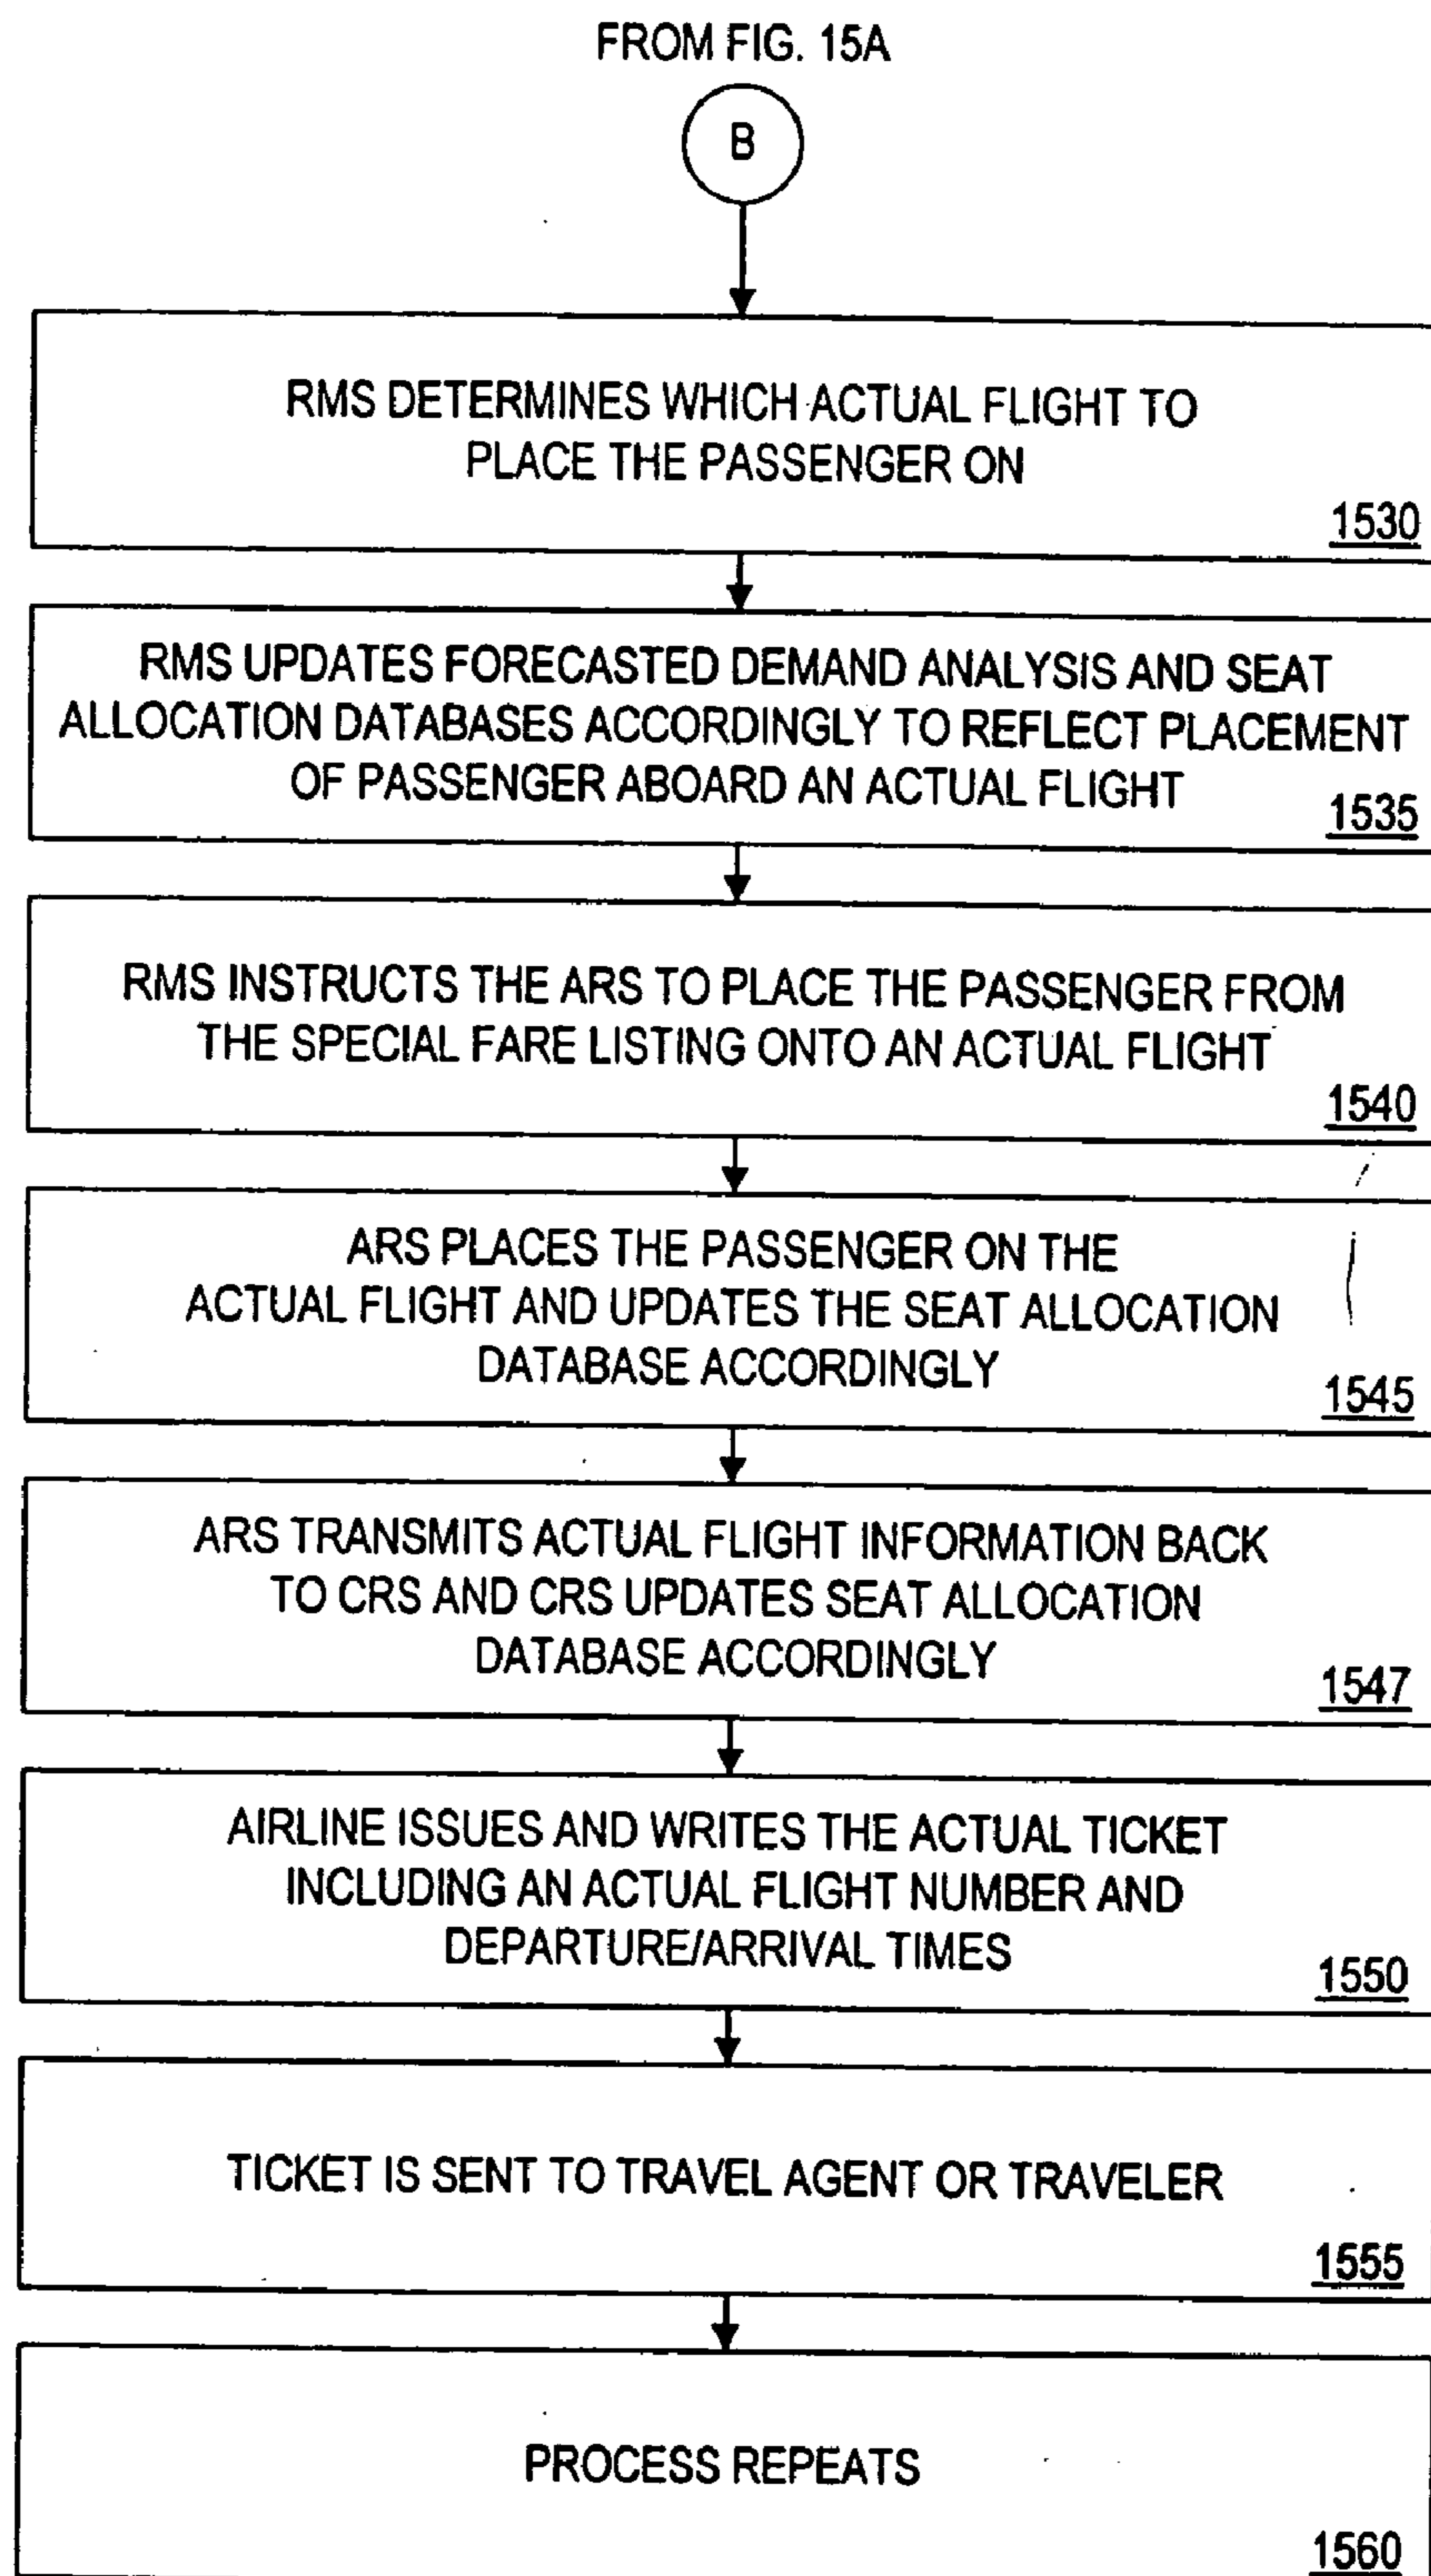 FROM FIG. 15A
B
RMS DETERMINES WHICH ACTUAL FLIGHT TO
PLACE THE PASSENGER ON
1530
RMS UPDATES FORECASTED DEMAND ANALYSIS AND SEAT
ALLOCATION DATABASES ACCORDINGLY TO REFLECT PLACEMENT
OF PASSENGER ABOARD AN ACTUAL FLIGHT
1535
RMS INSTRUCTS THE ARS TO PLACE THE PASSENGER FROM
THE SPECIAL FARE LISTING ONTO AN ACTUAL FLIGHT
1540
ARS PLACES THE PASSENGER ON THE
ACTUAL FLIGHT AND UPDATES THE SEAT ALLOCATION
DATABASE ACCORDINGLY
1545
ARS TRANSMITS ACTUAL FLIGHT INFORMATION BACK
TO CRS AND CRS UPDATES SEAT ALLOCATION
DATABASE ACCORDINGLY
1547
AIRLINE ISSUES AND WRITES THE ACTUAL TICKET
INCLUDING AN ACTUAL FLIGHT NUMBER AND
DEPARTURE/ARRIVAL TIMES
1550
TICKET IS SENT TO TRAVEL AGENT OR TRAVELER
1555
PROCESS REPEATS
1560